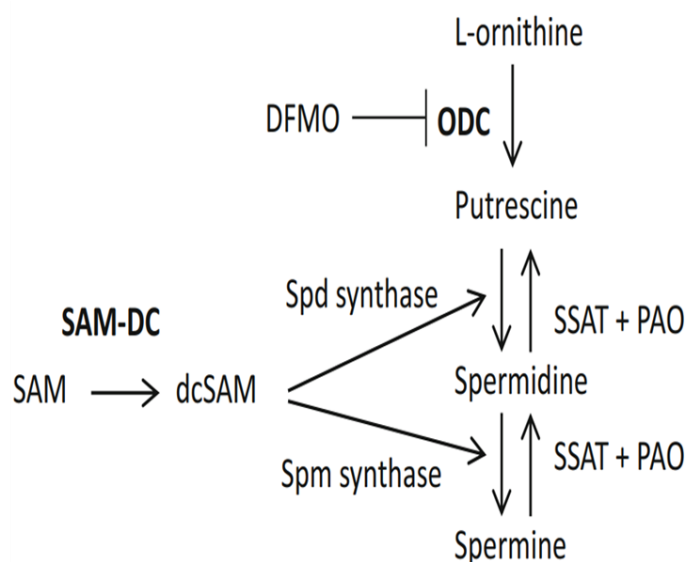 L-ornithine
DFMO
ODC
Putrescine
Spd synthase
SSAT + PAO
SAM-DC
SAM
dcSAM
Spermidine
Spm synthase
SSAT + PAO
Spermine